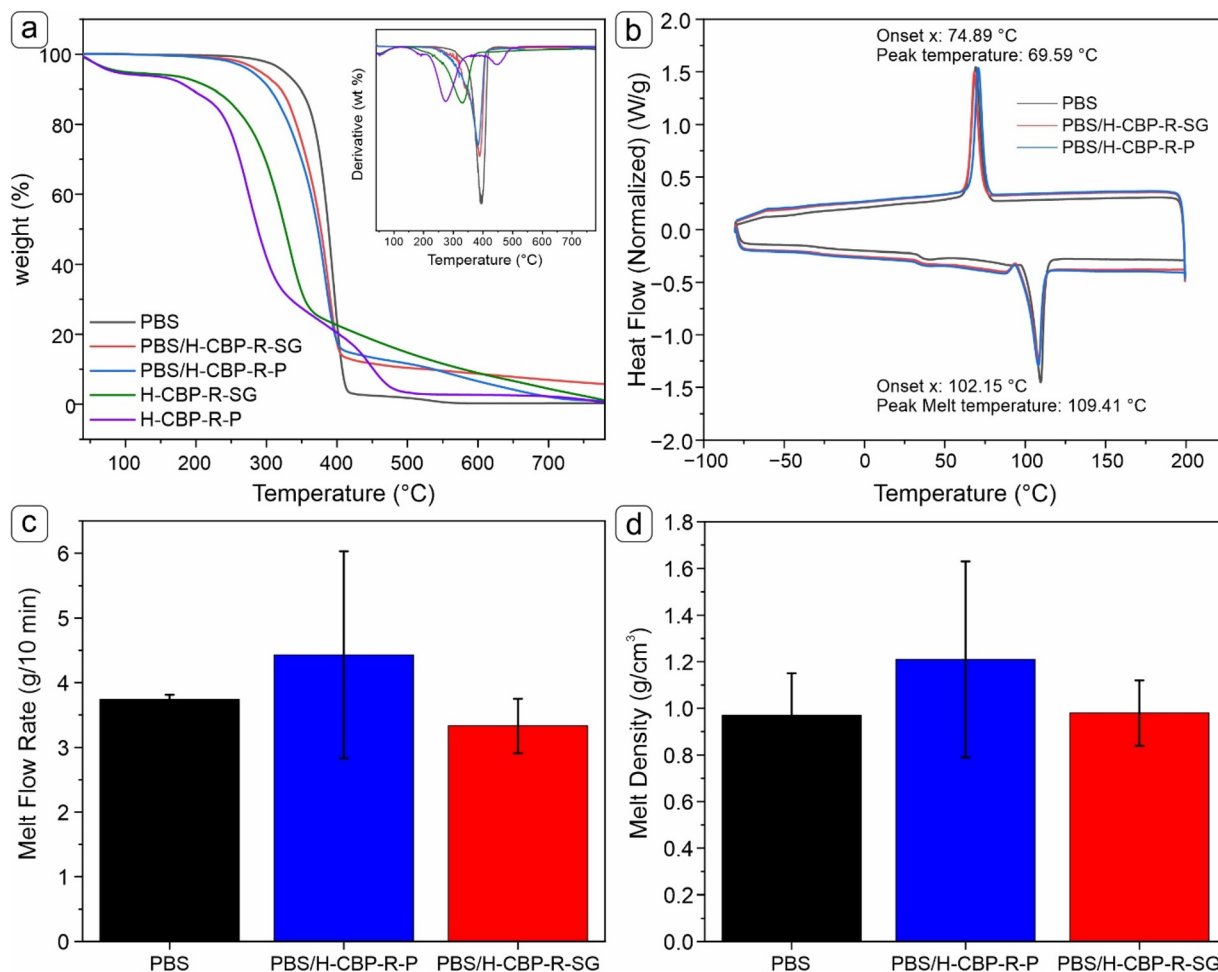 a
weight (%)
100
80
60
40
20
0
PBS
PBS/H-CBP-R-SG
PBS/H-CBP-R-P
H-CBP-R-SG
H-CBP-R-P
100 200 300 400 500 600 700
Temperature (°C)
Derivative (wt %)
100 200 300 400 500 600 700
Temperature (°C)
b
Onset x: 74.89 °C
Peak temperature: 69.59 °C
Heat Flow (Normalized) (W/g)
2.0
1.5
1.0
0.5
0.0
−0.5
−1.0
−1.5
−2.0
PBS
PBS/H-CBP-R-SG
PBS/H-CBP-R-P
Onset x: 102.15 °C
Peak Melt temperature: 109.41 °C
−100 −50 0 50 100 150 200
Temperature (°C)
c
Melt Flow Rate (g/10 min)
6
5
4
3
2
1
0
PBS PBS/H-CBP-R-P PBS/H-CBP-R-SG
d
Melt Density (g/cm³)
1.8
1.6
1.4
1.2
1.0
0.8
0.6
0.4
0.2
0.0
PBS PBS/H-CBP-R-P PBS/H-CBP-R-SG